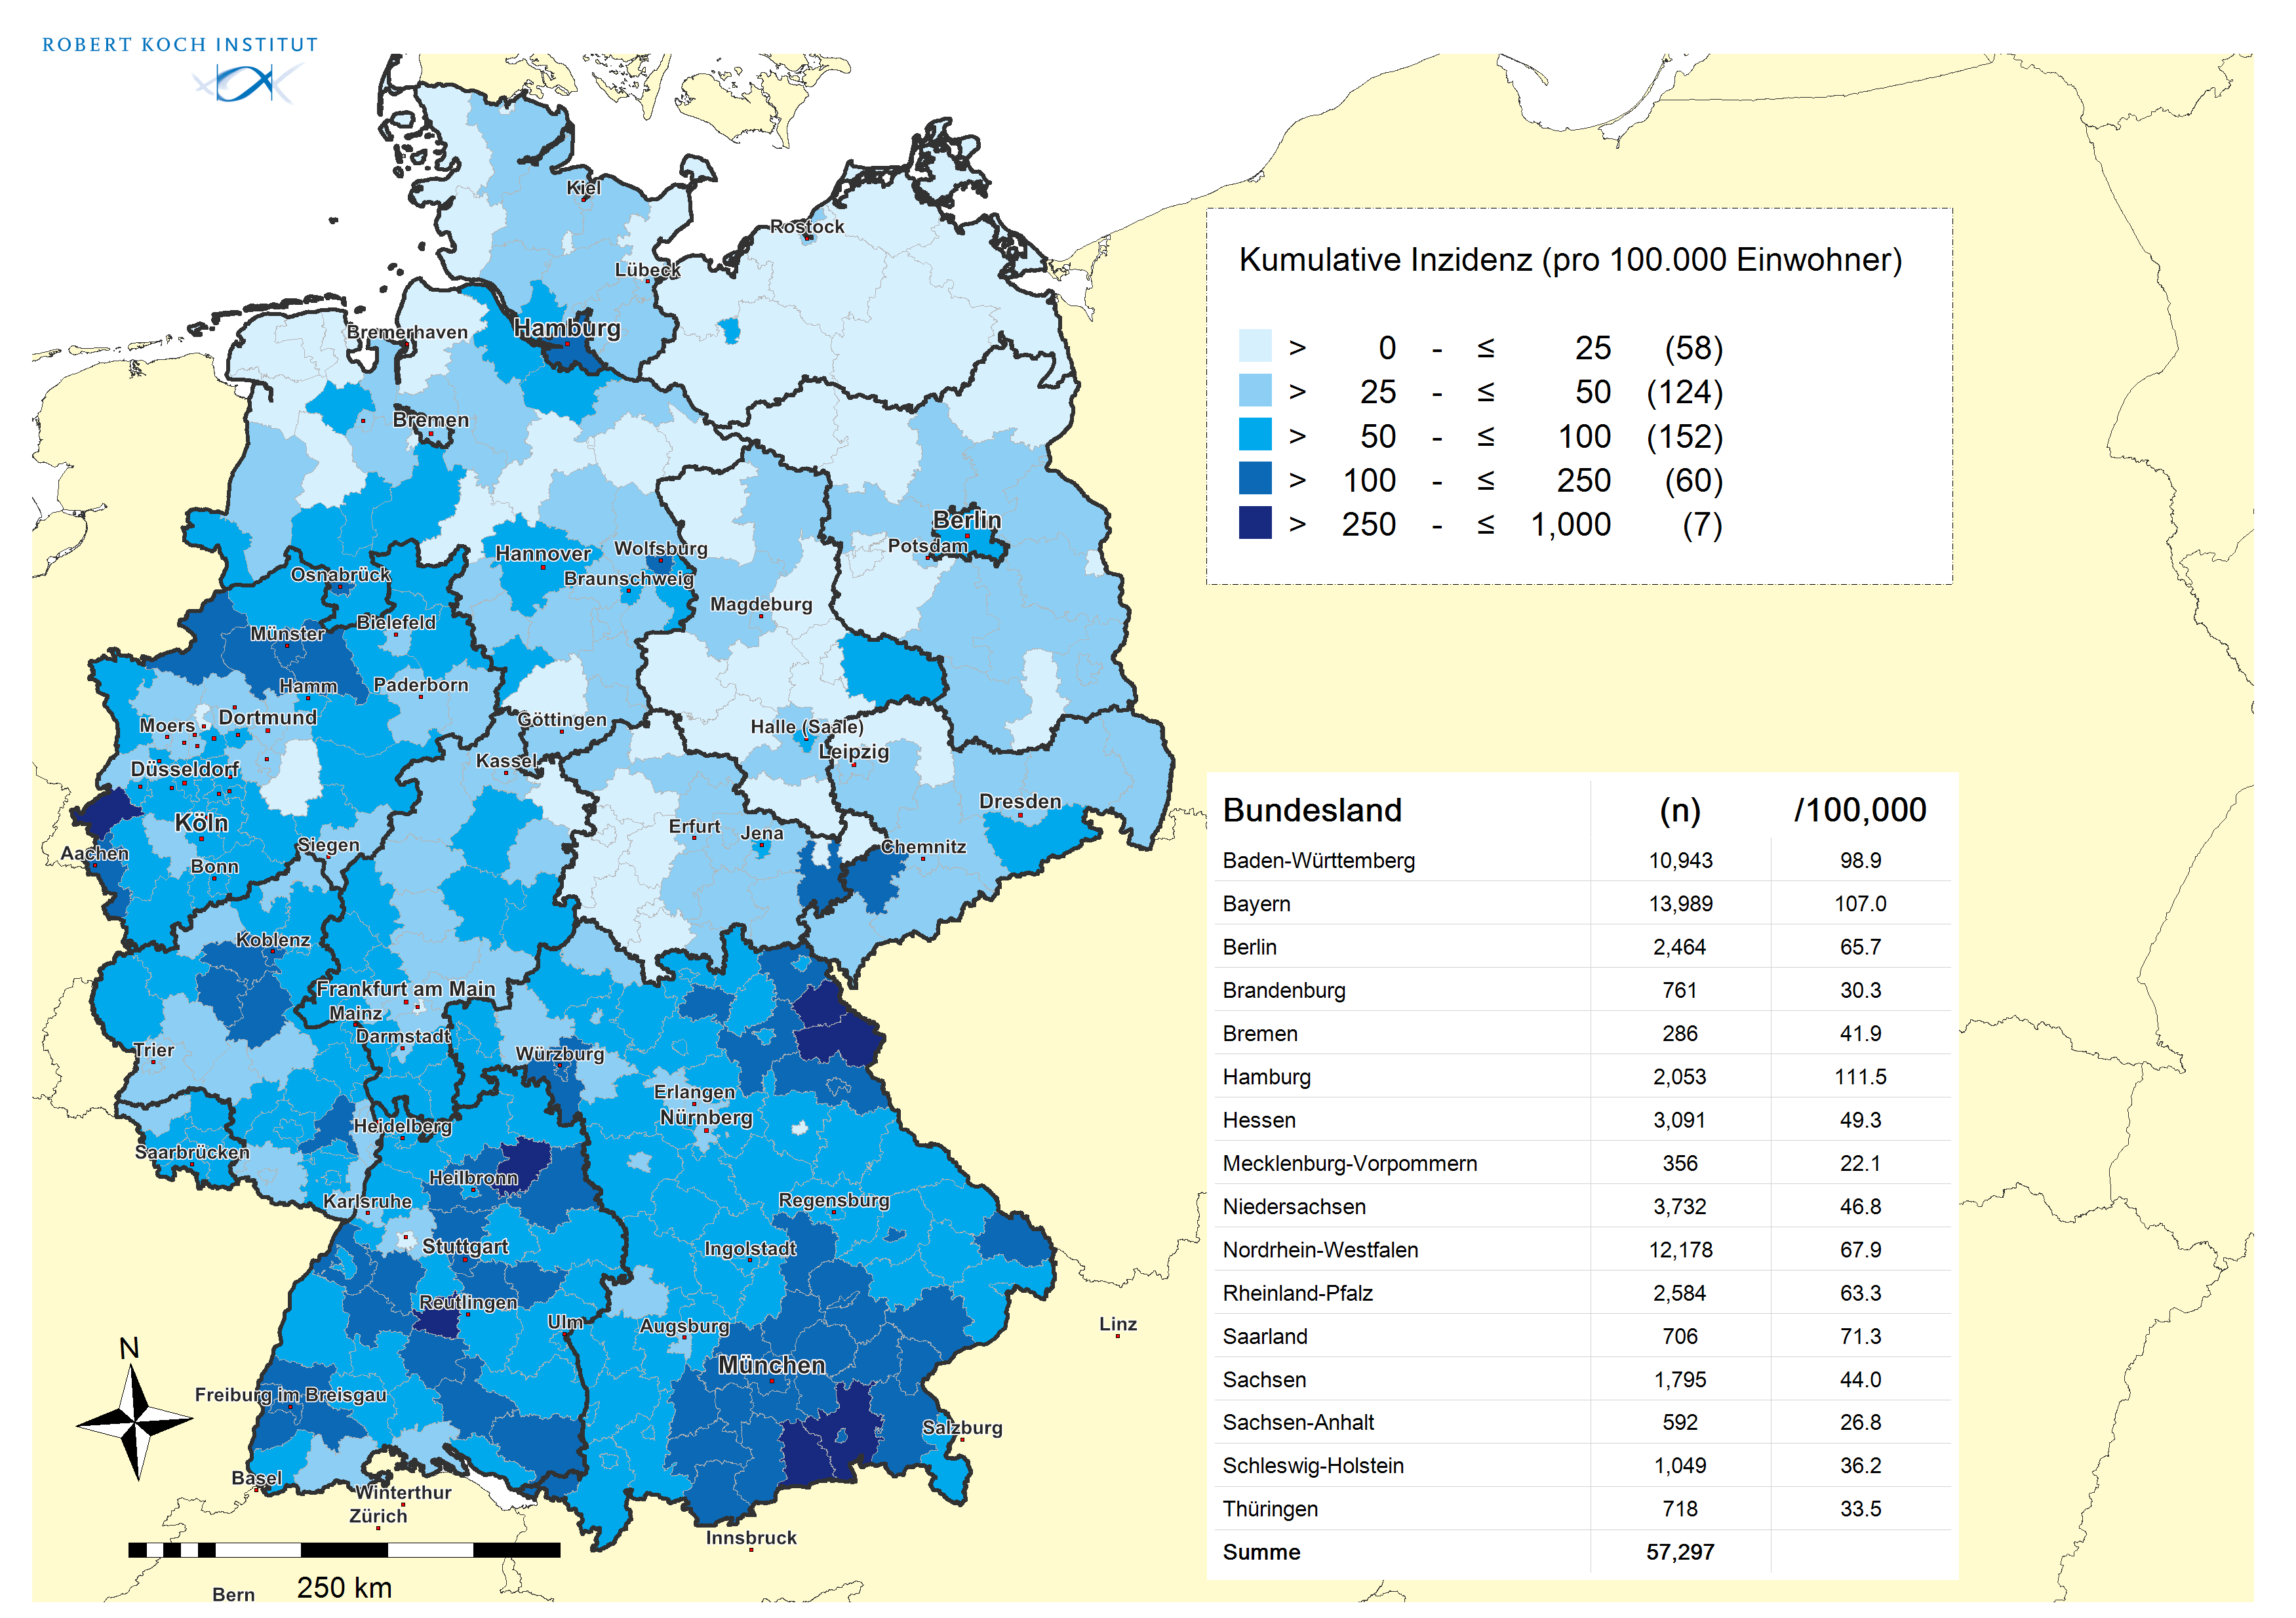 ROBERT KOCH INSTITUT
Kiel
Rostock
Lübeck
Bremerhaven
Hamburg
Bremen
Berlin
Potsdam
Hannover
Wolfsburg
Osnabrück
Braunschweig
Magdeburg
Münster
Bielefeld
Hamm
Paderborn
Moers
Dortmund
Göttingen
Halle (Saale)
Leipzig
Düsseldorf
Kassel
Dresden
Köln
Erfurt
Jena
Aachen
Siegen
Chemnitz
Bonn
Koblenz
Frankfurt am Main
Mainz
Darmstadt
Trier
Würzburg
Erlangen
Nürnberg
Heidelberg
Saarbrücken
Heilbronn
Karlsruhe
Regensburg
Stuttgart
Ingolstadt
Reutlingen
Ulm
Augsburg
Linz
München
Freiburg im Breisgau
Salzburg
Basel
Winterthur
Zürich
Innsbruck
Bern
N
250 km
Kumulative Inzidenz (pro 100.000 Einwohner)
> 0 - ≤ 25 (58)
> 25 - ≤ 50 (124)
> 50 - ≤ 100 (152)
> 100 - ≤ 250 (60)
> 250 - ≤ 1,000 (7)
Bundesland (n) /100,000
Baden-Württemberg 10,943 98.9
Bayern 13,989 107.0
Berlin 2,464 65.7
Brandenburg 761 30.3
Bremen 286 41.9
Hamburg 2,053 111.5
Hessen 3,091 49.3
Mecklenburg-Vorpommern 356 22.1
Niedersachsen 3,732 46.8
Nordrhein-Westfalen 12,178 67.9
Rheinland-Pfalz 2,584 63.3
Saarland 706 71.3
Sachsen 1,795 44.0
Sachsen-Anhalt 592 26.8
Schleswig-Holstein 1,049 36.2
Thüringen 718 33.5
Summe 57,297